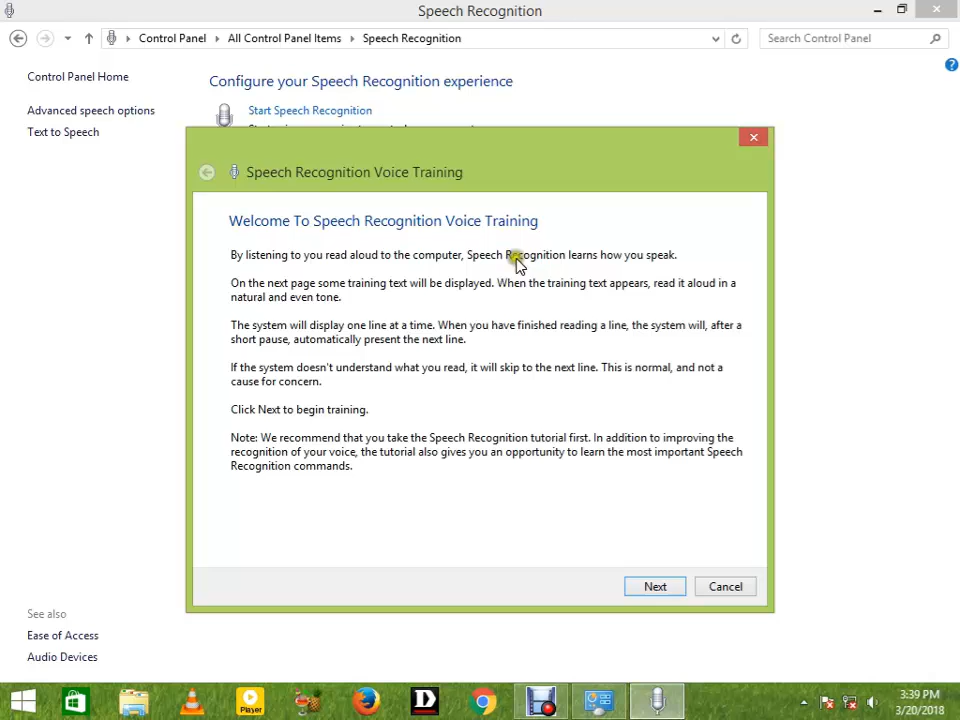 Speech Recognition
Control Panel All Control Panel Items Speech Recognition
Search Control Panel
Control Panel Home
Configure your Speech Recognition experience
Advanced speech options
Start Speech Recognition
Text to Speech
Speech Recognition Voice Training
Welcome To Speech Recognition Voice Training
By listening to you read aloud to the computer, Speech Recognition learns how you speak.
On the next page some training text will be displayed. When the training text appears, read it aloud in a
natural and even tone.
The system will display one line at a time. When you have finished reading a line, the system will, after a
short pause, automatically present the next line.
If the system doesn't understand what you read, it will skip to the next line. This is normal, and not a
cause for concern.
Click Next to begin training.
Note: We recommend that you take the Speech Recognition tutorial first. In addition to improving the
recognition of your voice, the tutorial also gives you an opportunity to learn the most important Speech
Recognition commands.
Next Cancel
See also
Ease of Access
Audio Devices
Player
D
3:39 PM
3/20/2018